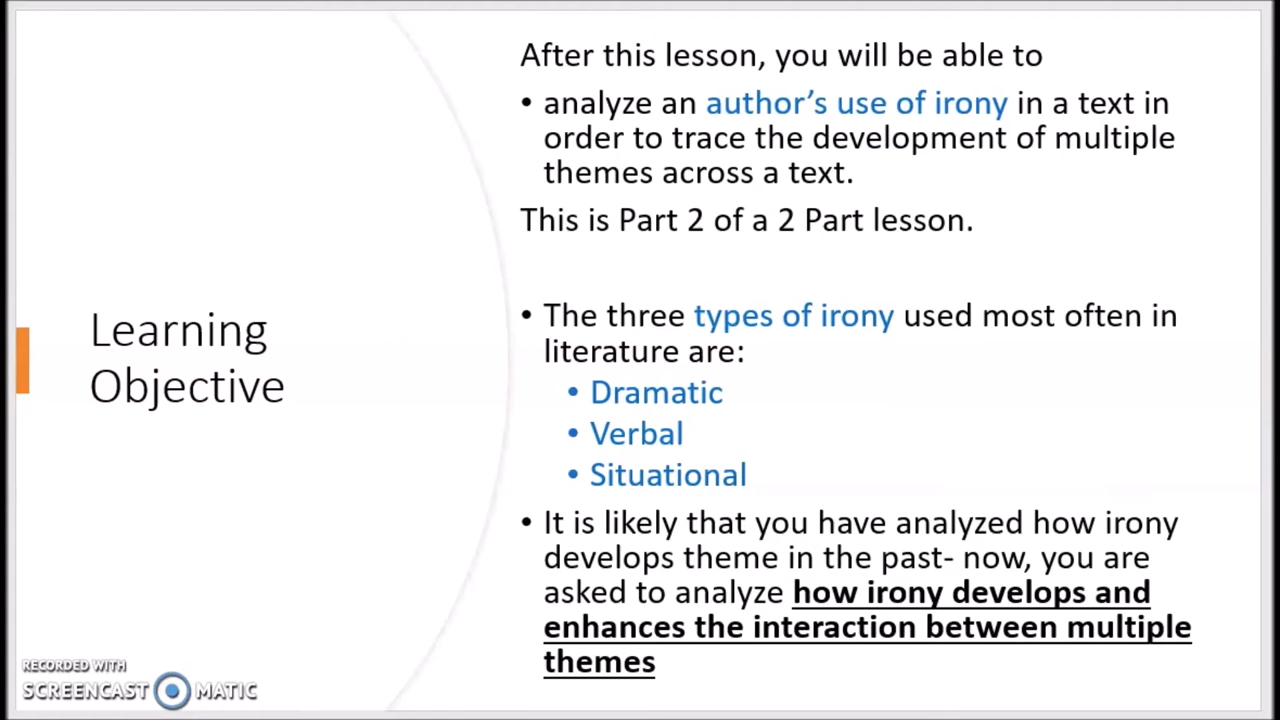 Learning
Objective
After this lesson, you will be able to
• analyze an author’s use of irony in a text in
order to trace the development of multiple
themes across a text.
This is Part 2 of a 2 Part lesson.
• The three types of irony used most often in
literature are:
• Dramatic
• Verbal
• Situational
• It is likely that you have analyzed how irony
develops theme in the past- now, you are
asked to analyze how irony develops and
enhances the interaction between multiple
themes
RECORDED WITH
SCREENCAST MATIC